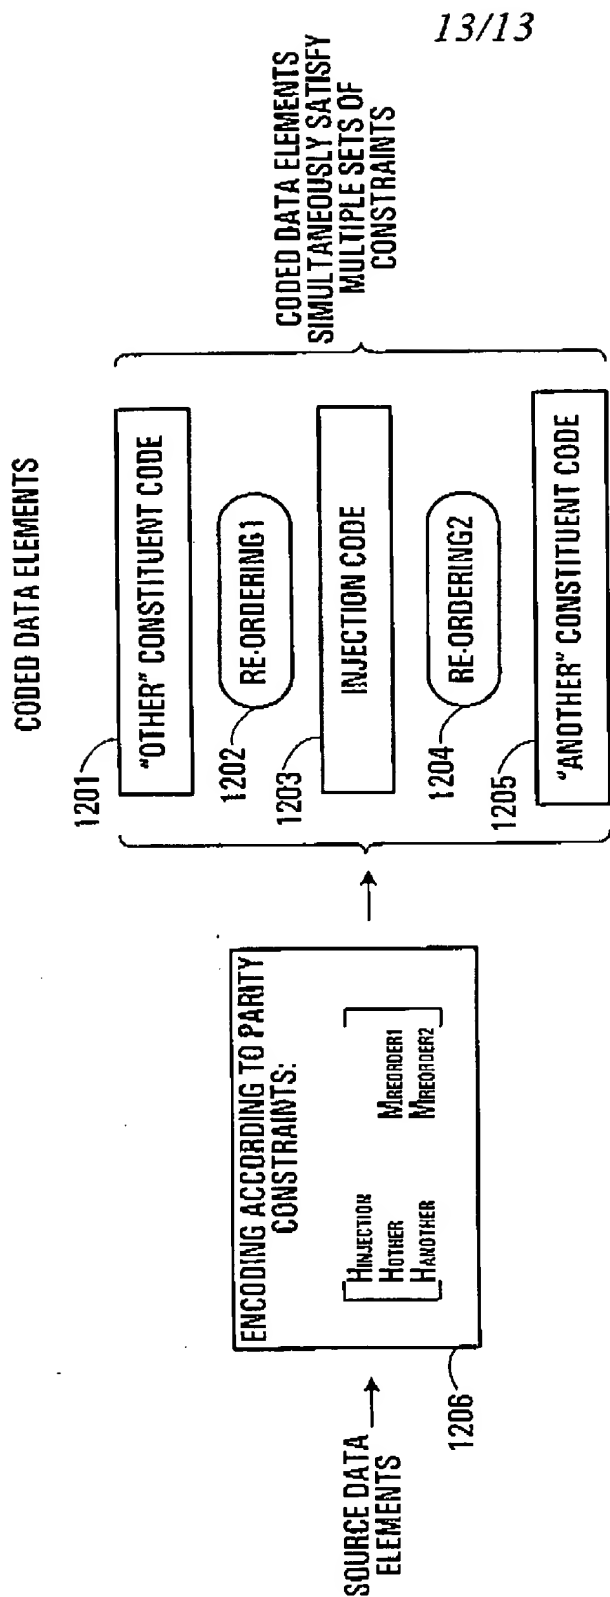 13/13
CODED DATA ELEMENTS
SOURCE DATA
ELEMENTS
1206
ENCODING ACCORDING TO PARITY
CONSTRAINTS:
HINJECTION
HOTHER MREORDER1
HANOTHER MREORDER2
1201
"OTHER" CONSTITUENT CODE
1202
RE-ORDERING1
1203
INJECTION CODE
1204
RE-ORDERING2
1205
"ANOTHER" CONSTITUENT CODE
CODED DATA ELEMENTS
SIMULTANEOUSLY SATISFY
MULTIPLE SETS OF
CONSTRAINTS